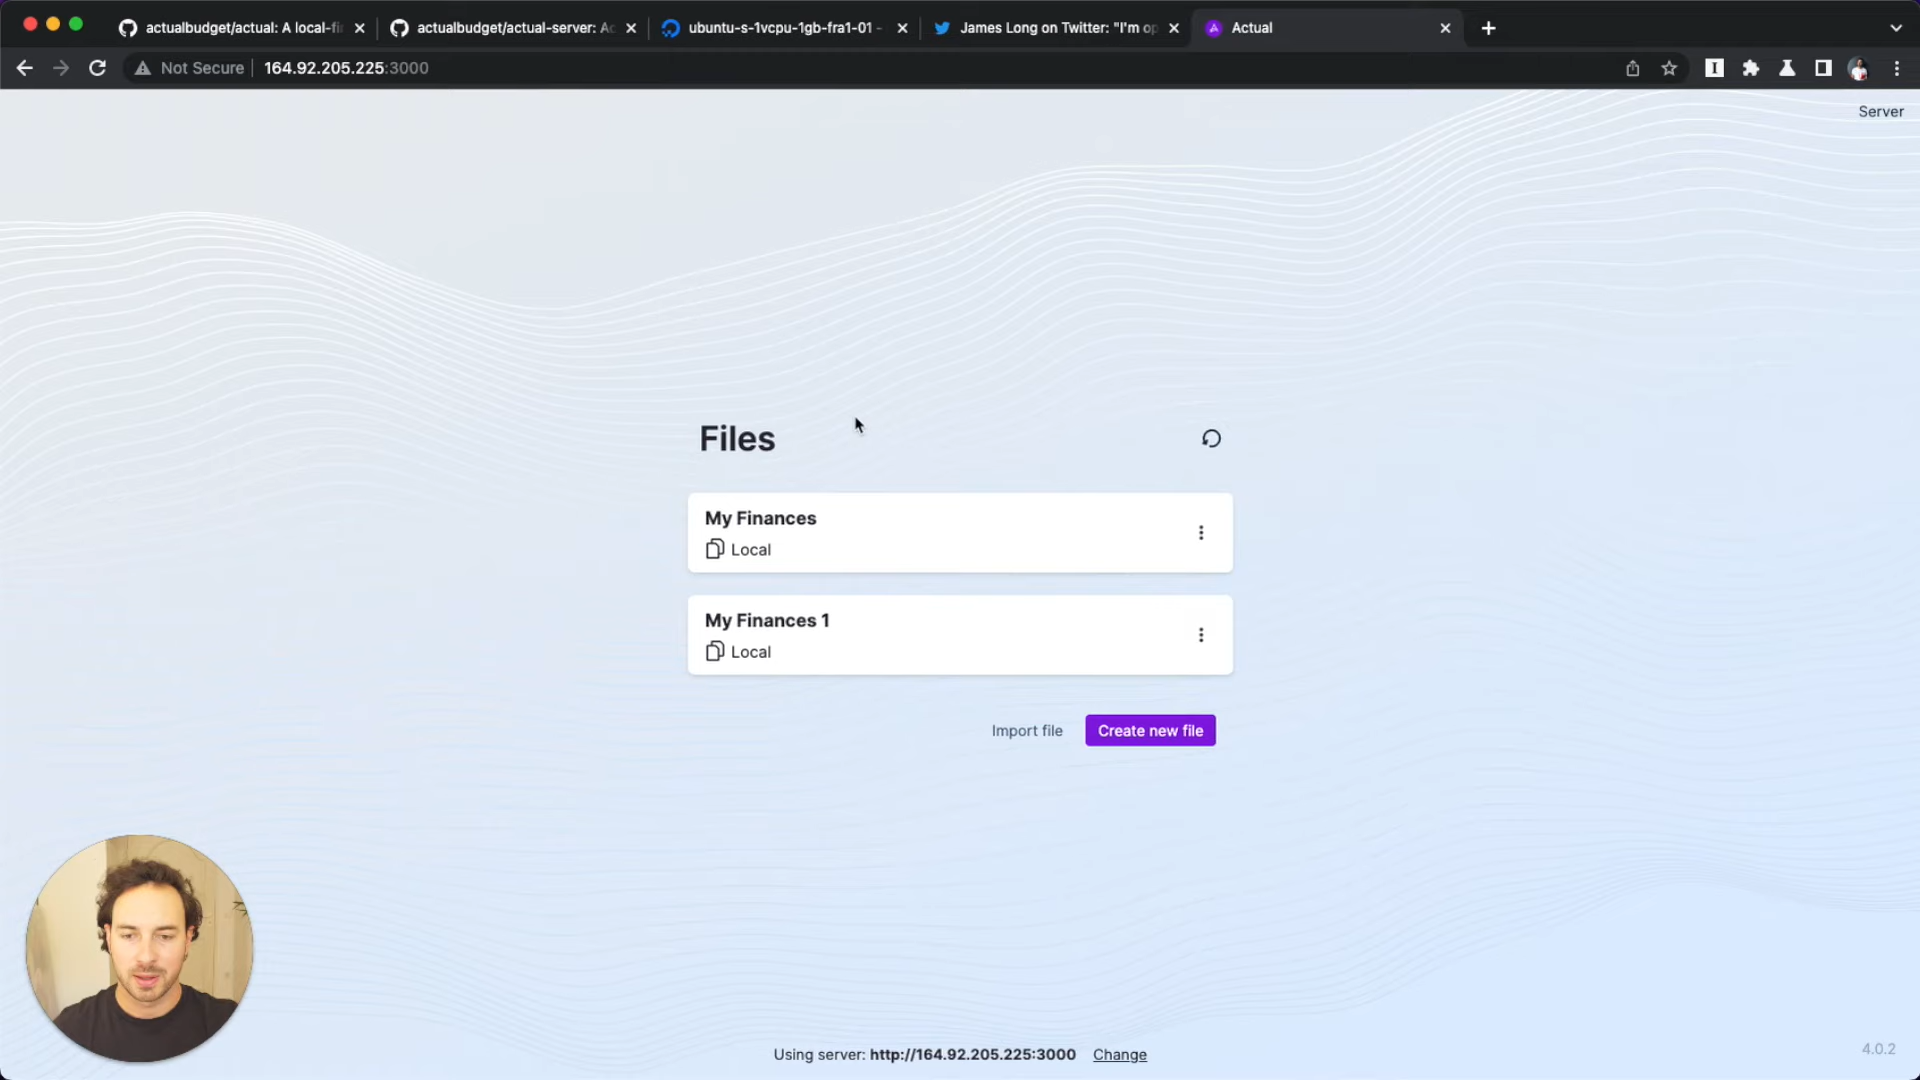 actualbudget/actual: A local-fi
actualbudget/actual-server: Ac
ubuntu-s-1vcpu-1gb-fra1-01 -
James Long on Twitter: "I'm op
Actual
Not Secure
164.92.205.225:3000
Server
Files
My Finances
Local
My Finances 1
Local
Import file
Create new file
Using server: http://164.92.205.225:3000 Change
4.0.2